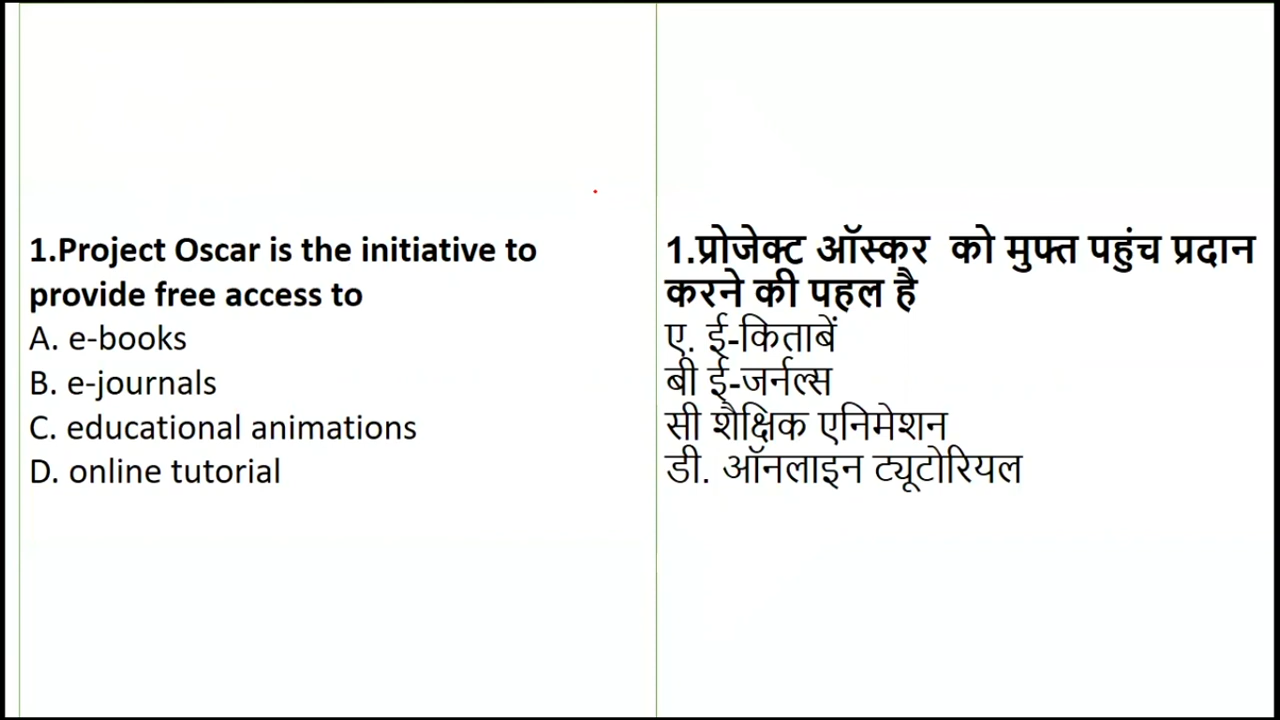 1.Project Oscar is the initiative to
provide free access to
A. e-books
B. e-journals
C. educational animations
D. online tutorial
1.प्रोजेक्ट ऑस्कर को मुफ्त पहुंच प्रदान
करने की पहल है
ए. ई-किताबें
बी ई-जर्नल्स
सी शैक्षिक एनिमेशन
डी. ऑनलाइन ट्यूटोरियल